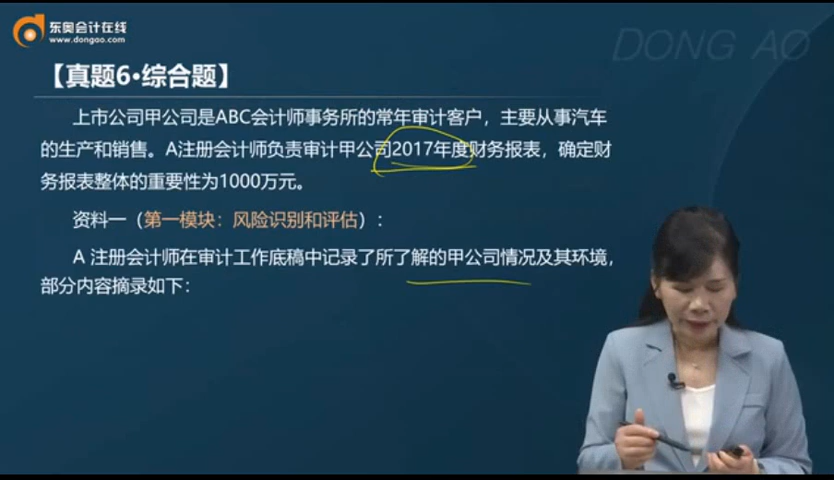 东奥会计在线
www.dongao.com
DONG AO
【真题6·综合题】
上市公司甲公司是ABC会计师事务所的常年审计客户，主要从事汽车
的生产和销售。A注册会计师负责审计甲公司2017年度财务报表，确定财
务报表整体的重要性为1000万元。
资料一（第一模块：风险识别和评估）：
A 注册会计师在审计工作底稿中记录了所了解的甲公司情况及其环境，
部分内容摘录如下：